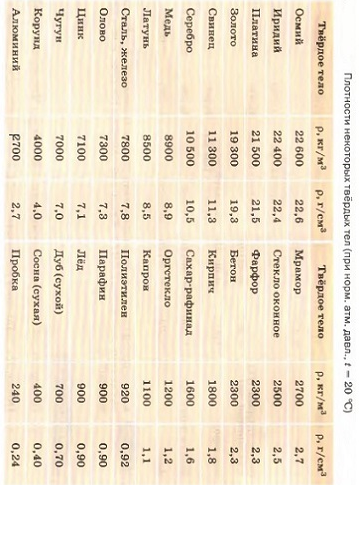 Плотности некоторых твёрдых тел (при норм. атм. давл., t = 20 °C)
Твёрдое тело ρ, кг/м³ ρ, г/см³ Твёрдое тело ρ, кг/м³ ρ, г/см³
Осмий 22 600 22,6 Мрамор 2700 2,7
Иридий 22 400 22,4 Стекло оконное 2500 2,5
Платина 21 500 21,5 Фарфор 2300 2,3
Золото 19 300 19,3 Бетон 2300 2,3
Свинец 11 300 11,3 Кирпич 1800 1,8
Серебро 10 500 10,5 Сахар-рафинад 1600 1,6
Медь 8900 8,9 Оргстекло 1200 1,2
Латунь 8500 8,5 Капрон 1100 1,1
Сталь, железо 7800 7,8 Полиэтилен 920 0,92
Олово 7300 7,3 Парафин 900 0,90
Цинк 7100 7,1 Лёд 900 0,90
Чугун 7000 7,0 Дуб (сухой) 700 0,70
Корунд 4000 4,0 Сосна (сухая) 400 0,40
Алюминий 2700 2,7 Пробка 240 0,24